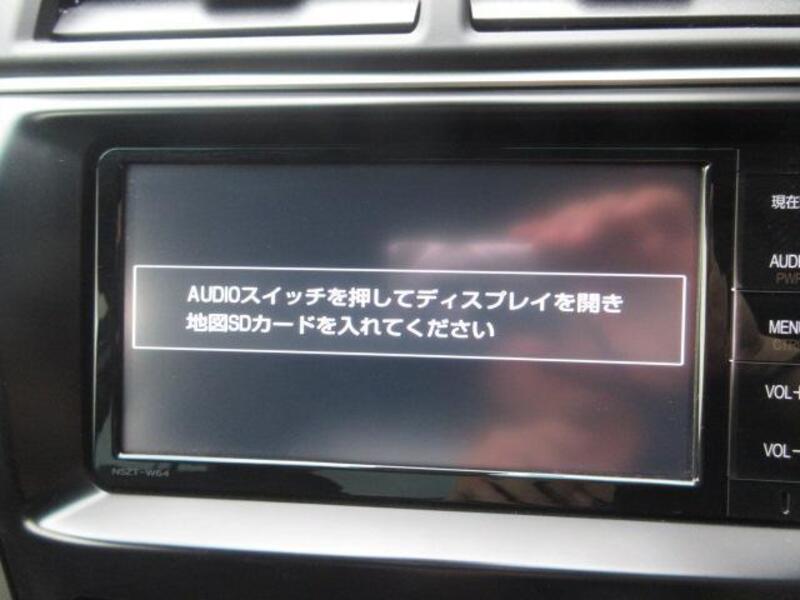 AUDIOスイッチを押してディスプレイを開き
地図SDカードを入れてください
現在
AUDI
PWR
MENU
CTRL
VOL+
VOL-
NSZT-W64